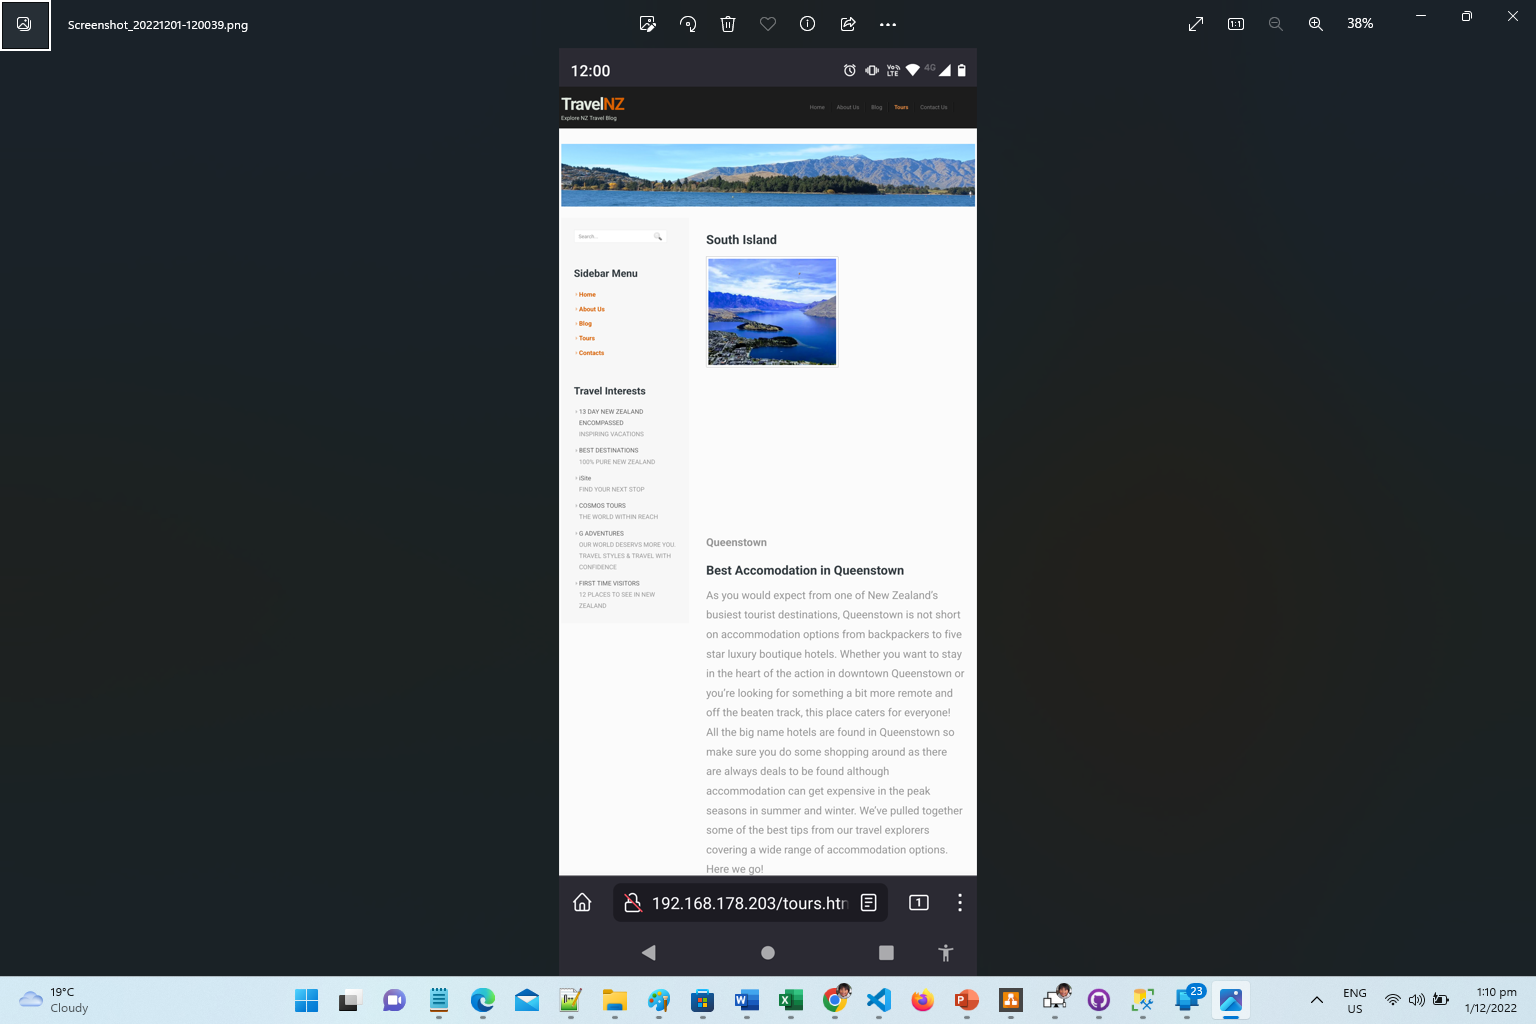 Screenshot_20221201-120039.png
38%
12:00
Vo
LTE
4G
TravelNZ
Explore NZ Travel Blog
Home
About Us
Blog
Tours
Contact Us
Search...
Sidebar Menu
Home
About Us
Blog
Tours
Contacts
Travel Interests
13 DAY NEW ZEALAND
ENCOMPASSED
INSPIRING VACATIONS
BEST DESTINATIONS
100% PURE NEW ZEALAND
iSite
FIND YOUR NEXT STOP
COSMOS TOURS
THE WORLD WITHIN REACH
G ADVENTURES
OUR WORLD DESERVS MORE YOU
TRAVEL STYLES & TRAVEL WITH
CONFIDENCE
FIRST TIME VISITORS
12 PLACES TO SEE IN NEW
ZEALAND
South Island
Queenstown
Best Accomodation in Queenstown
As you would expect from one of New Zealand's
busiest tourist destinations, Queenstown is not short
on accommodation options from backpackers to five
star luxury boutique hotels. Whether you want to stay
in the heart of the action in downtown Queenstown or
you're looking for something a bit more remote and
off the beaten track, this place caters for everyone!
All the big name hotels are found in Queenstown so
make sure you do some shopping around as there
are always deals to be found although
accommodation can get expensive in the peak
seasons in summer and winter. We've pulled together
some of the best tips from our travel explorers
covering a wide range of accommodation options.
Here we go!
192.168.178.203/tours.htm
1
19°C
Cloudy
23
ENG
US
1:10 pm
1/12/2022